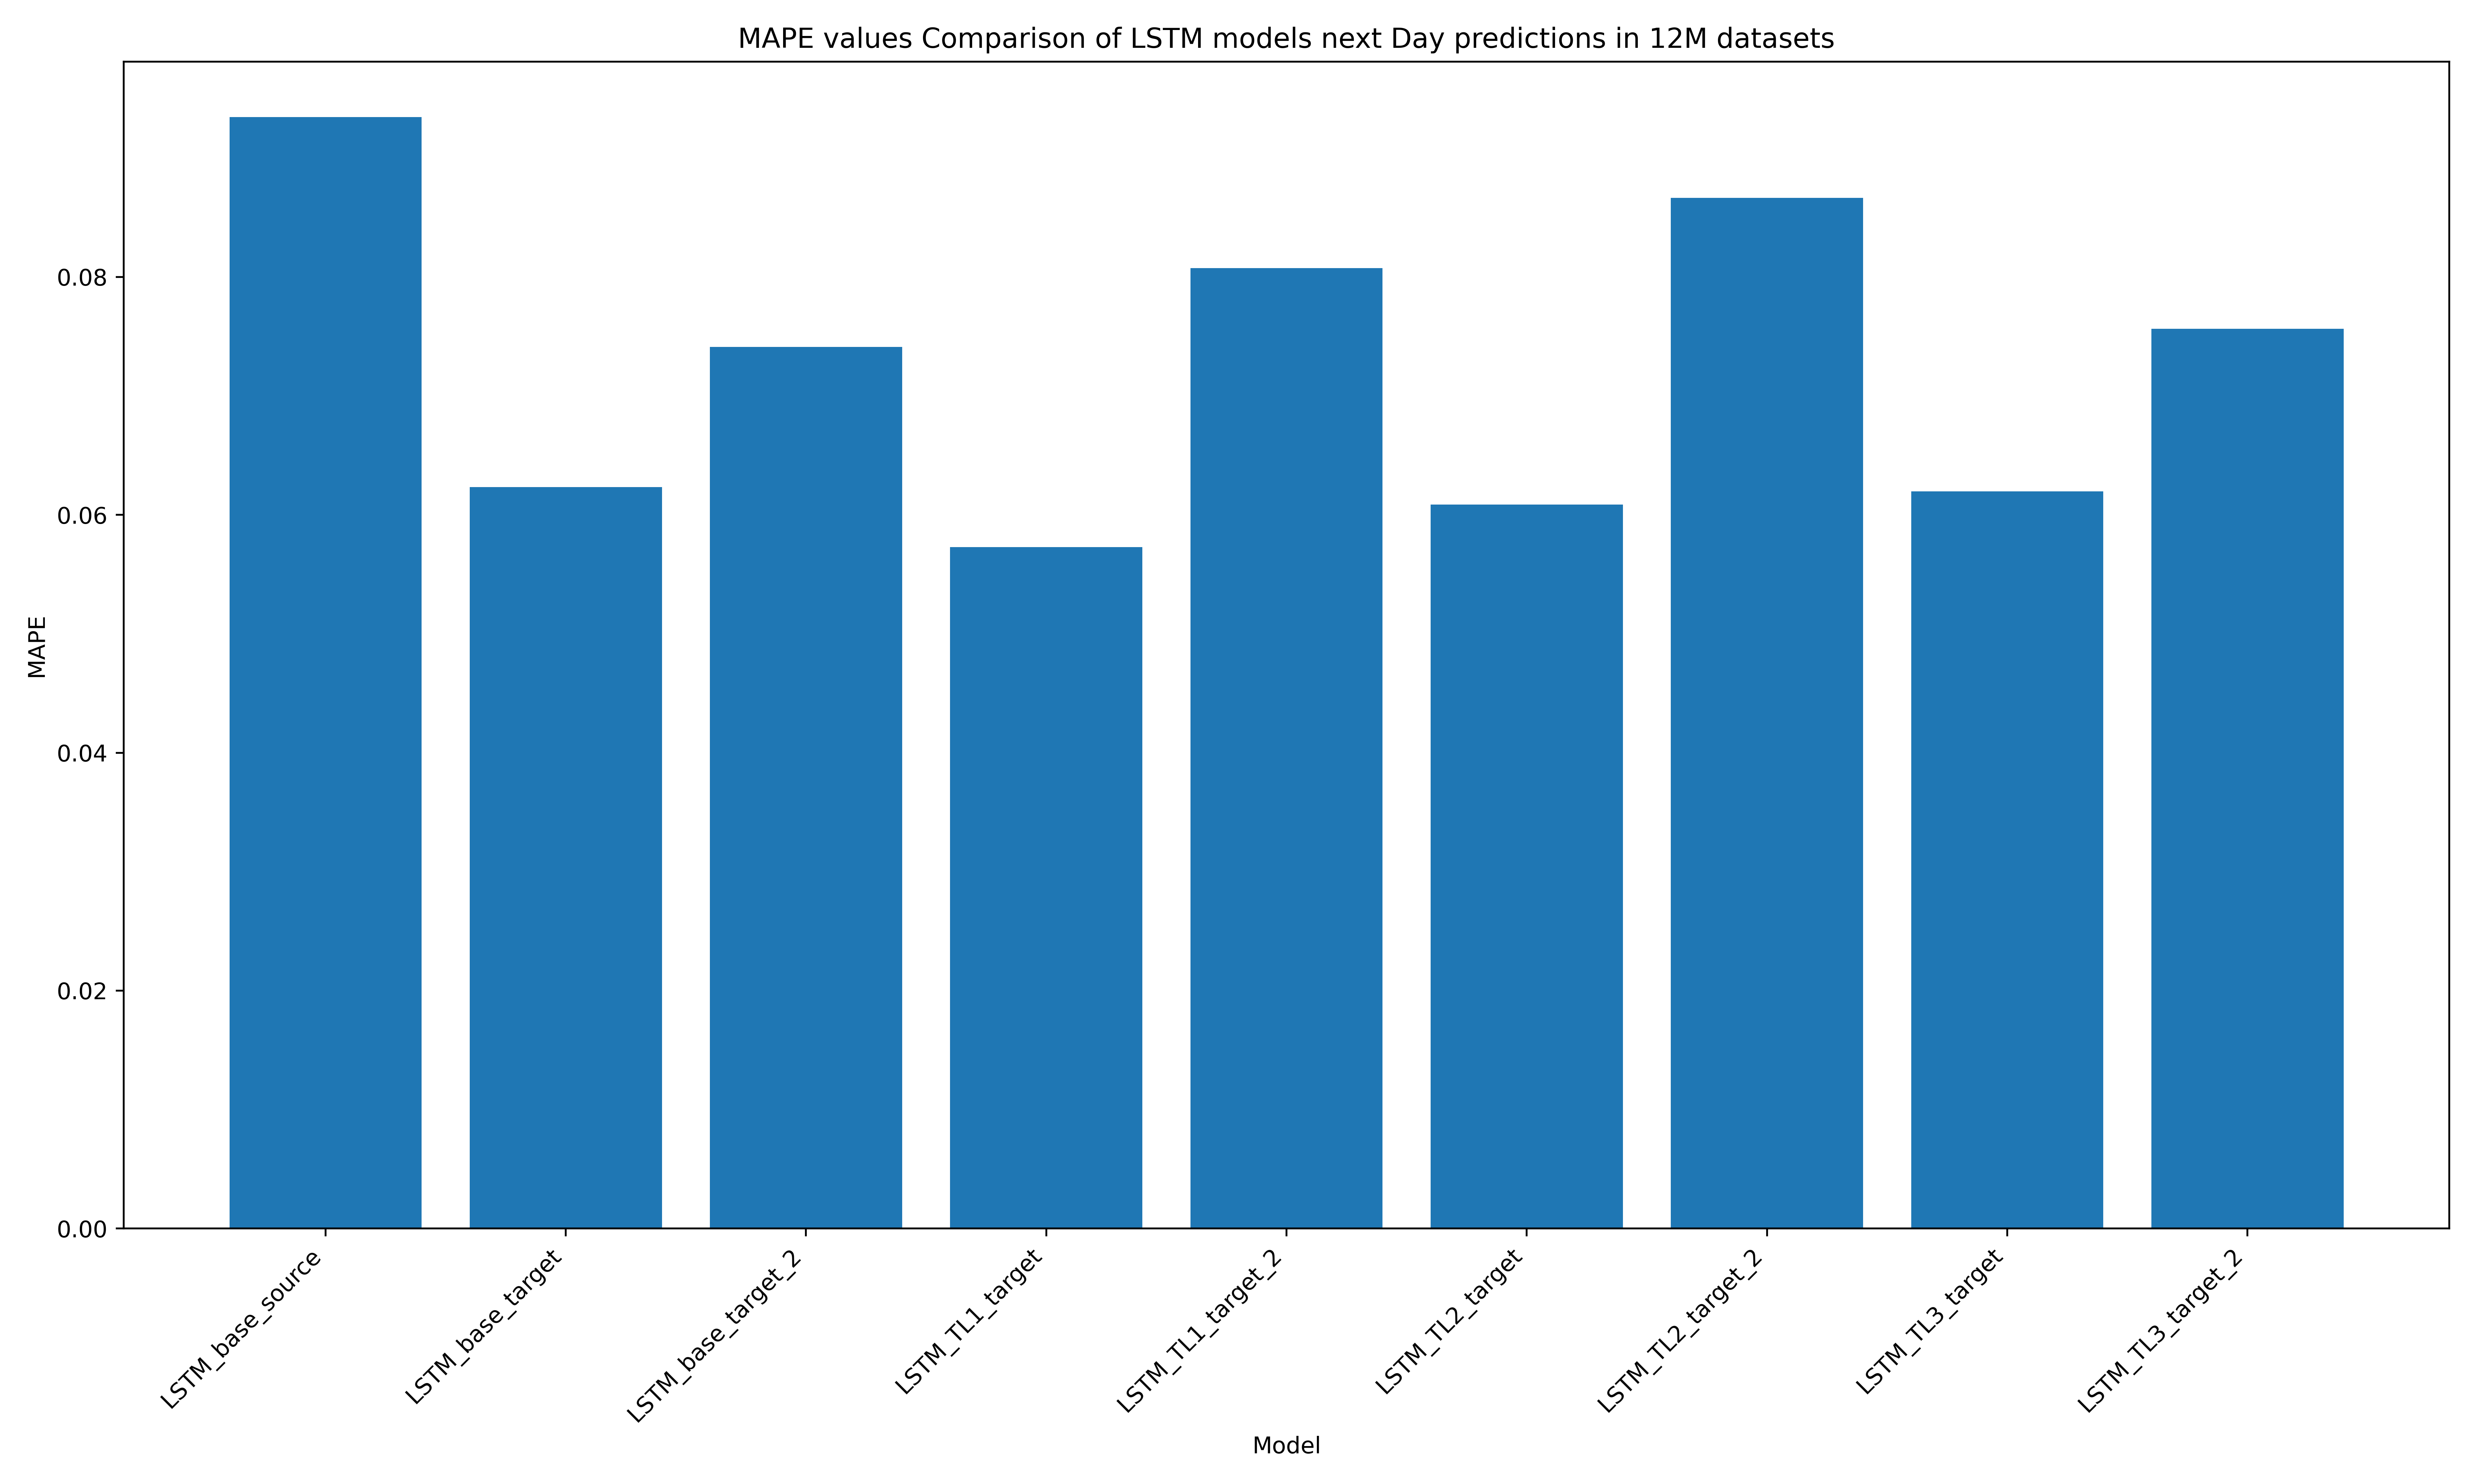 MAPE values Comparison of LSTM models next Day predictions in 12M datasets
MAPE
0.08
0.06
0.04
0.02
0.00
LSTM_base_source
LSTM_base_target
LSTM_base_target_2
LSTM_TL1_target
LSTM_TL1_target_2
LSTM_TL2_target
LSTM_TL2_target_2
LSTM_TL3_target
LSTM_TL3_target_2
Model